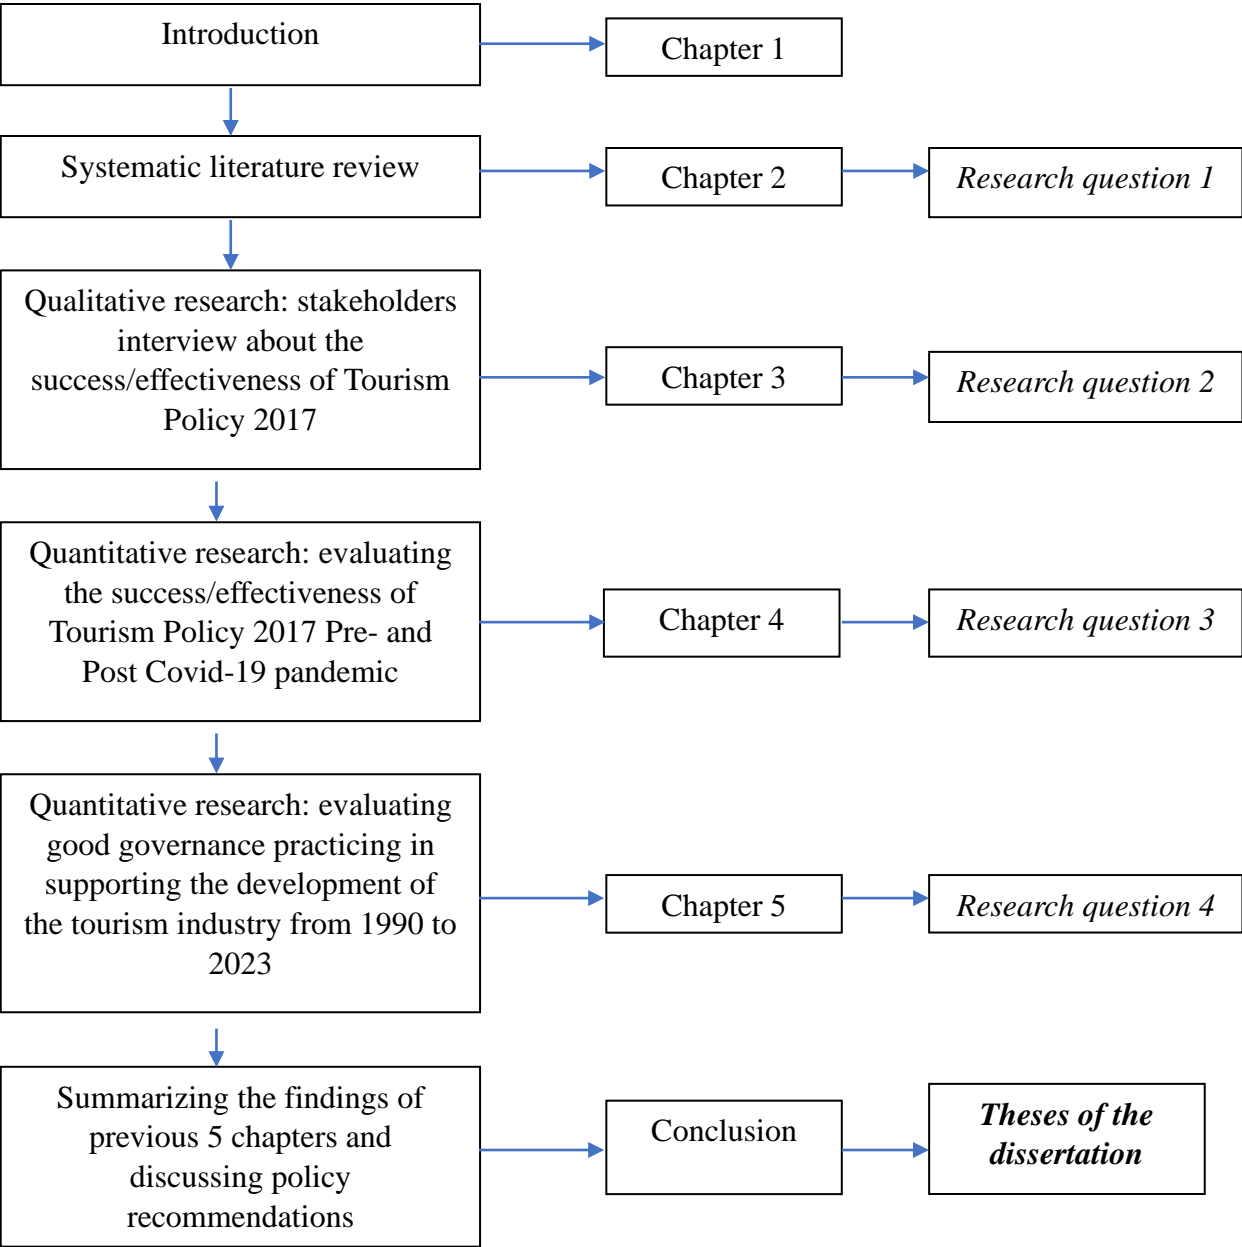 Introduction
Chapter 1
Systematic literature review
Chapter 2
Research question 1
Qualitative research: stakeholders
interview about the
success/effectiveness of Tourism
Policy 2017
Chapter 3
Research question 2
Quantitative research: evaluating
the success/effectiveness of
Tourism Policy 2017 Pre- and
Post Covid-19 pandemic
Chapter 4
Research question 3
Quantitative research: evaluating
good governance practicing in
supporting the development of
the tourism industry from 1990 to
2023
Chapter 5
Research question 4
Summarizing the findings of
previous 5 chapters and
discussing policy
recommendations
Conclusion
Theses of the
dissertation